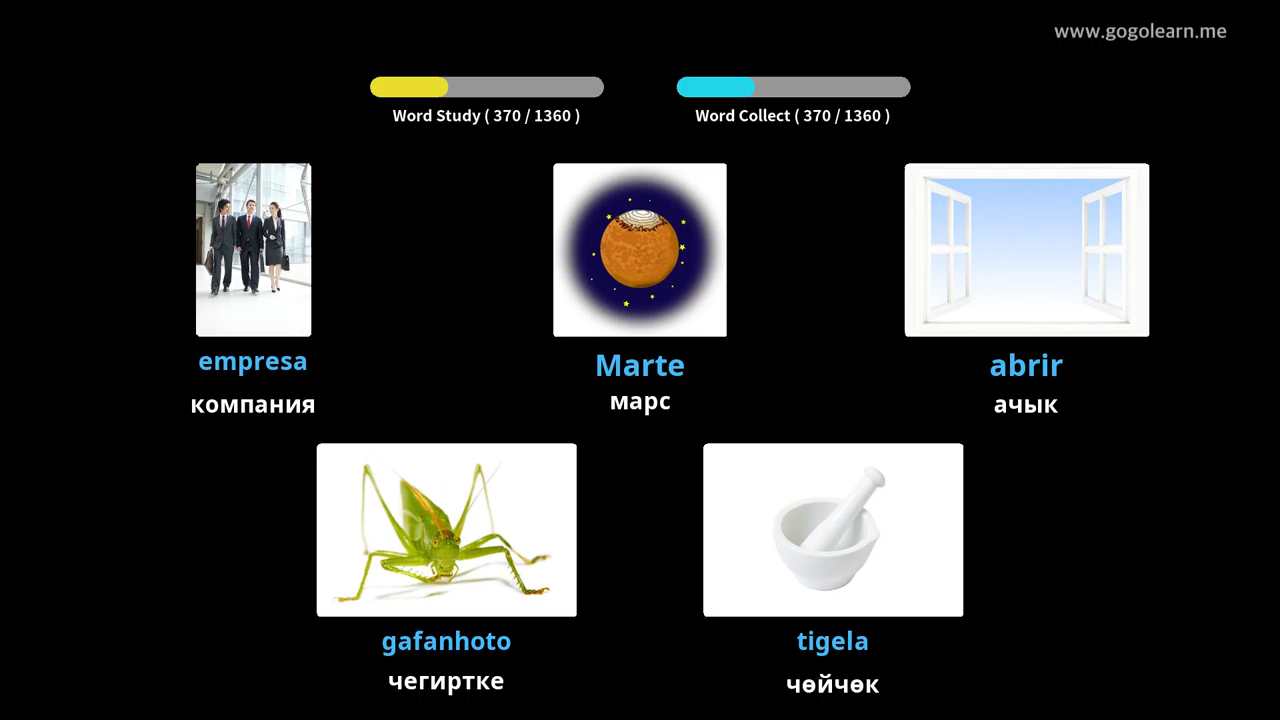 www.gogolearn.me
Word Study ( 370 / 1360 )
Word Collect ( 370 / 1360 )
empresa
компания
Marte
марс
abrir
ачык
gafanhoto
чегиртке
tigela
чөйчөк